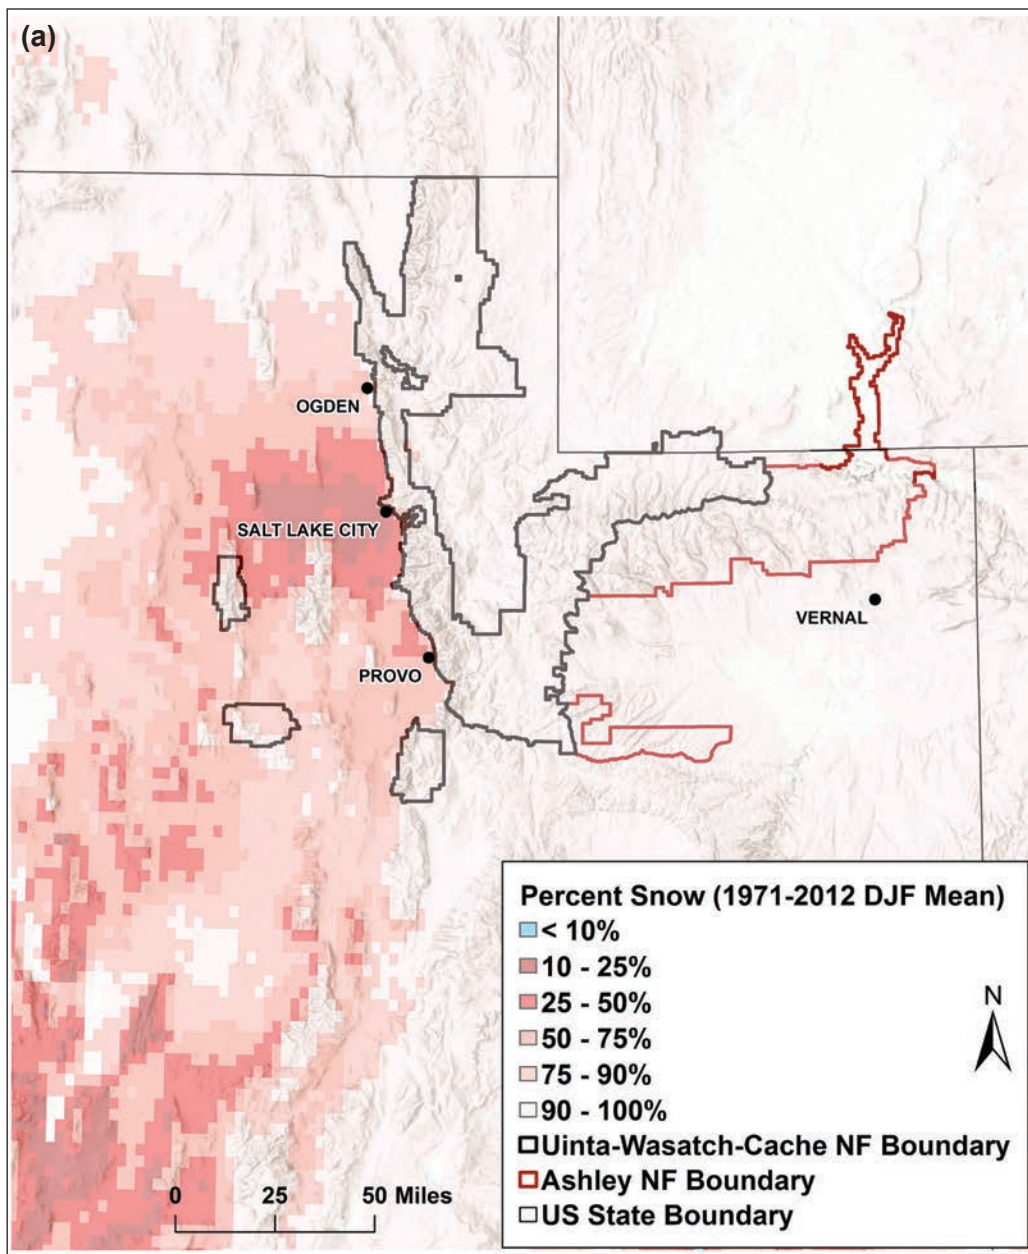 (a)
OGDEN
SALT LAKE CITY
VERNAL
PROVO
Percent Snow (1971-2012 DJF Mean)
< 10%
10 - 25%
25 - 50%
50 - 75%
75 - 90%
90 - 100%
Uinta-Wasatch-Cache NF Boundary
Ashley NF Boundary
US State Boundary
N
0 25 50 Miles